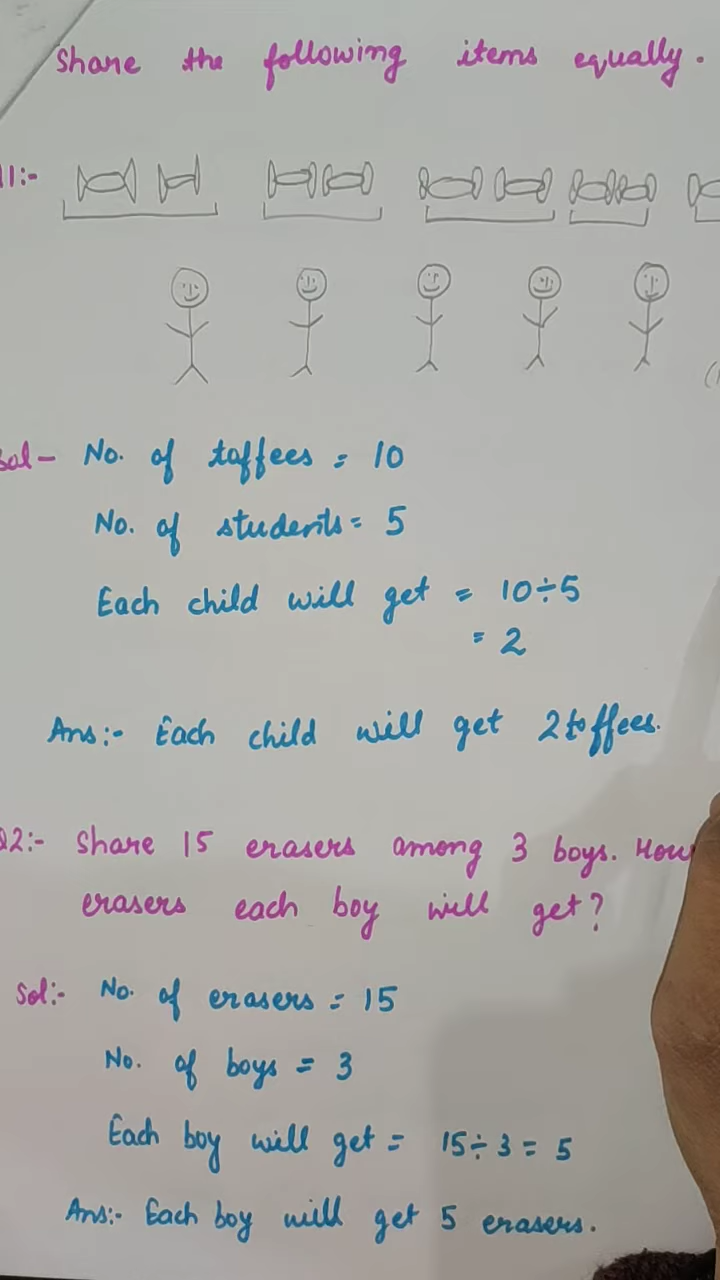 Share the following items equally.
Q1:-
Sol- No. of toffees = 10
No. of students = 5
Each child will get = 10÷5
= 2
Ans:- Each child will get 2 toffees.
Q2:- Share 15 erasers among 3 boys. How
erasers each boy will get?
Sol:- No. of erasers = 15
No. of boys = 3
Each boy will get = 15÷3 = 5
Ans:- Each boy will get 5 erasers.